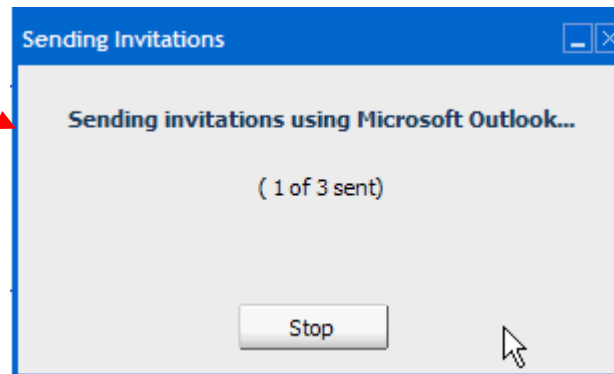 Sending Invitations
Sending invitations using Microsoft Outlook...
( 1 of 3 sent)
Stop